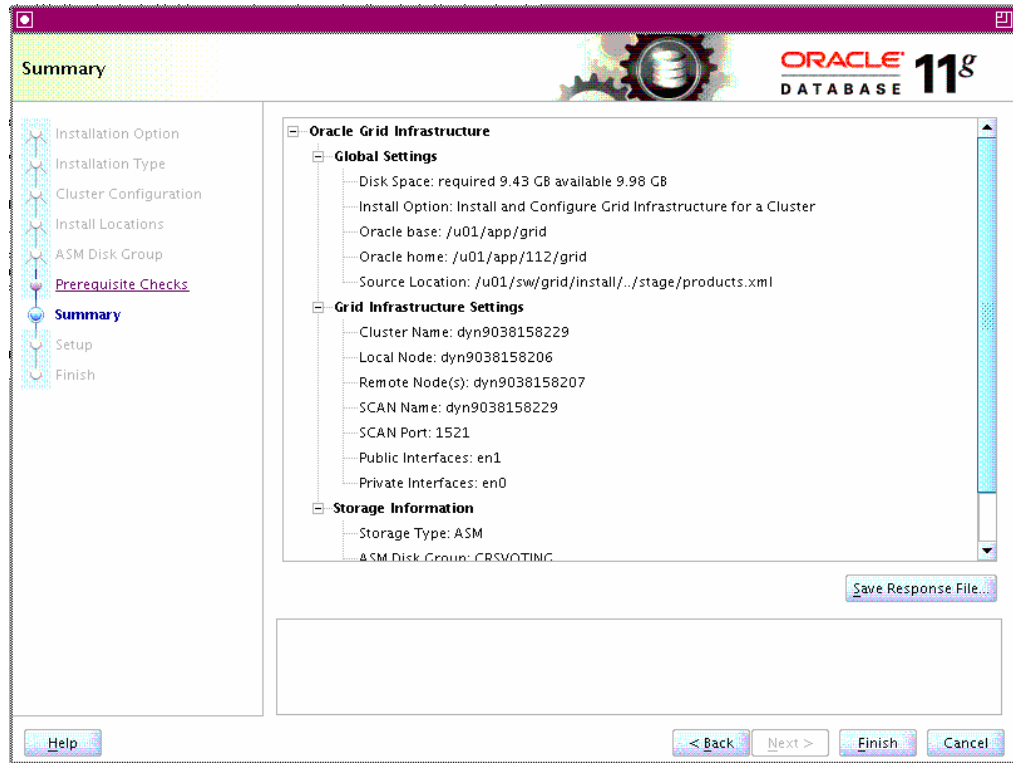 Summary
ORACLE
DATABASE
11g
Installation Option
Installation Type
Cluster Configuration
Install Locations
ASM Disk Group
Prerequisite Checks
Summary
Setup
Finish
Oracle Grid Infrastructure
Global Settings
Disk Space: required 9.43 GB available 9.98 GB
Install Option: Install and Configure Grid Infrastructure for a Cluster
Oracle base: /u01/app/grid
Oracle home: /u01/app/112/grid
Source Location: /u01/sw/grid/install/../stage/products.xml
Grid Infrastructure Settings
Cluster Name: dyn9038158229
Local Node: dyn9038158206
Remote Node(s): dyn9038158207
SCAN Name: dyn9038158229
SCAN Port: 1521
Public Interfaces: en1
Private Interfaces: en0
Storage Information
Storage Type: ASM
ASM Disk Group: CRSVOTING
Save Response File...
Help
< Back
Next >
Finish
Cancel